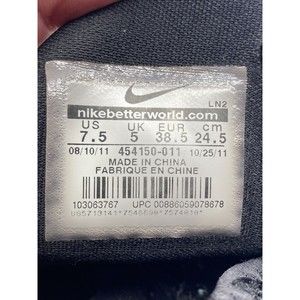 LN2
nikebetterworld.com
US UK EUR cm
7.5 5 38.5 24.5
08/10/11 454150-011 10/25/11
MADE IN CHINA
FABRIQUE EN CHINE
103063767 UPC 00886059078678